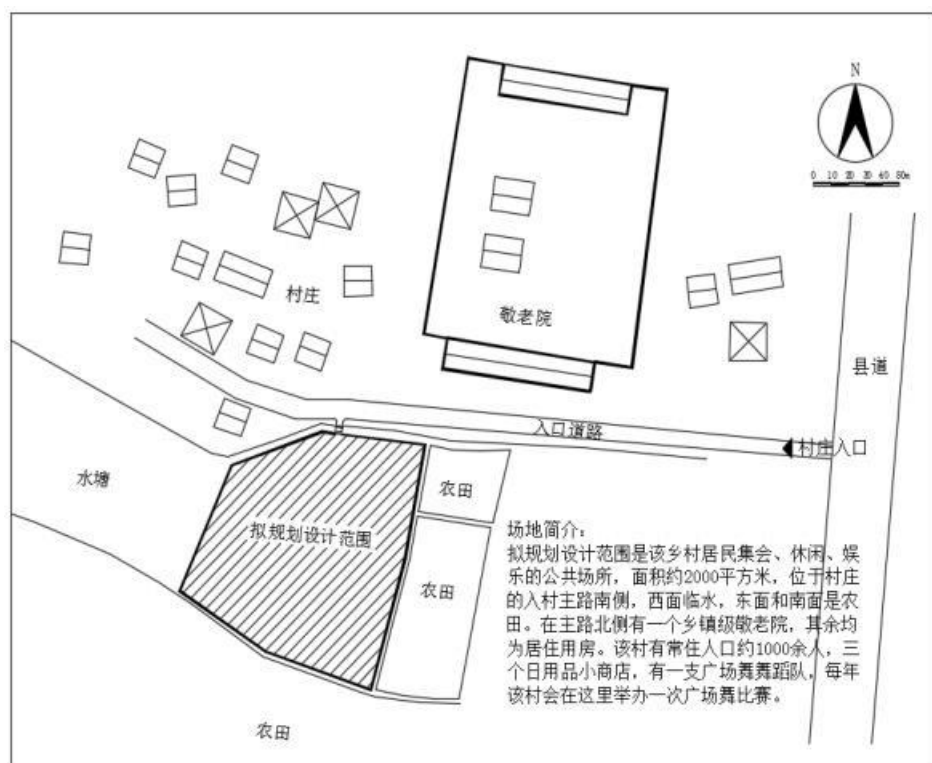 N
0 10 20 30 40 50m
村庄
敬老院
县道
入口道路
村庄入口
水塘
农田
拟规划设计范围
农田
农田
场地简介：
拟规划设计范围是该乡村居民集会、休闲、娱
乐的公共场所，面积约2000平方米，位于村庄
的入村主路南侧，西面临水，东面和南面是农
田。在主路北侧有一个乡镇级敬老院，其余均
为居住用房。该村有常住人口约1000余人，三
个日用品小商店，有一支广场舞舞蹈队，每年
该村会在这里举办一次广场舞比赛。